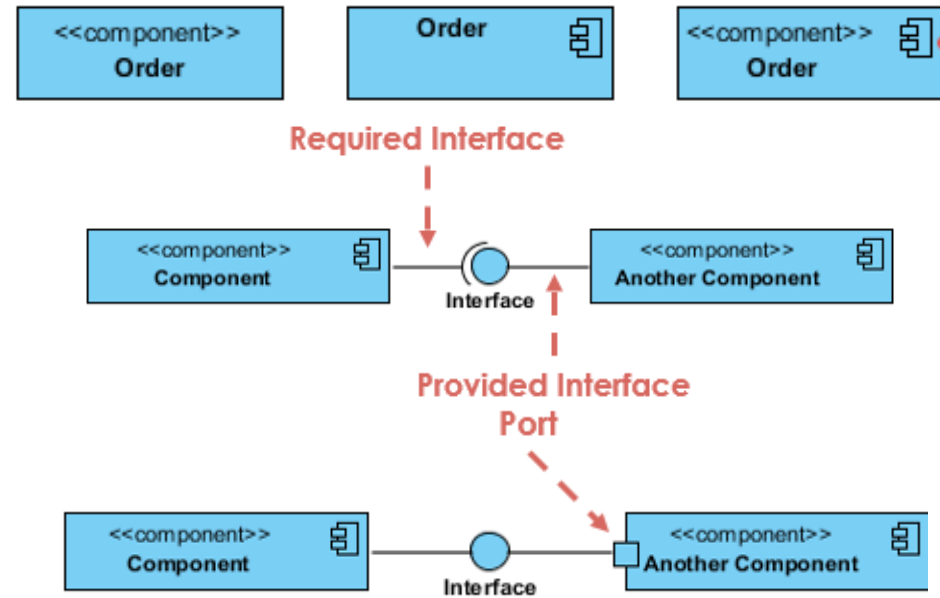 <<component>>
Order
Order
<<component>>
Order
Required Interface
<<component>>
Component
Interface
<<component>>
Another Component
Provided Interface
Port
<<component>>
Component
Interface
<<component>>
Another Component